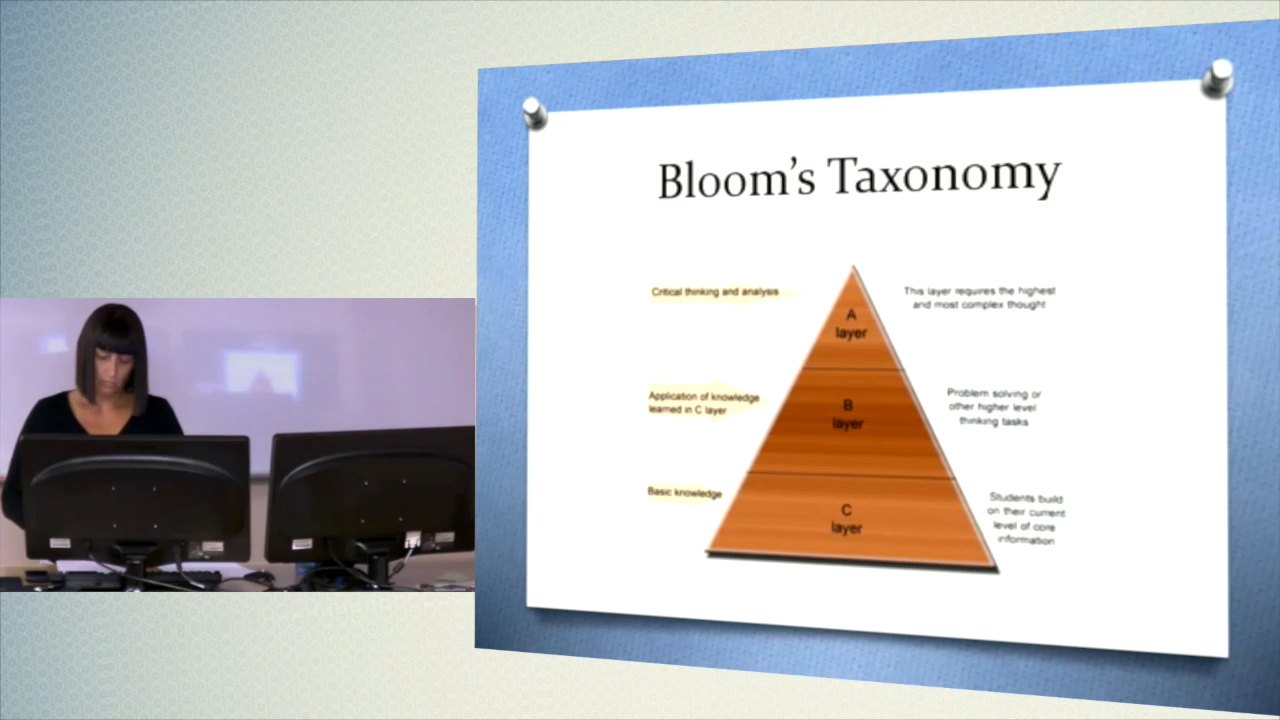 Bloom's Taxonomy
Critical thinking and analysis
A
layer
This layer requires the highest
and most complex thought
Application of knowledge
learned in C layer
B
layer
Problem solving or
other higher level
thinking tasks
Basic knowledge
C
layer
Students build
on their current
level of core
information